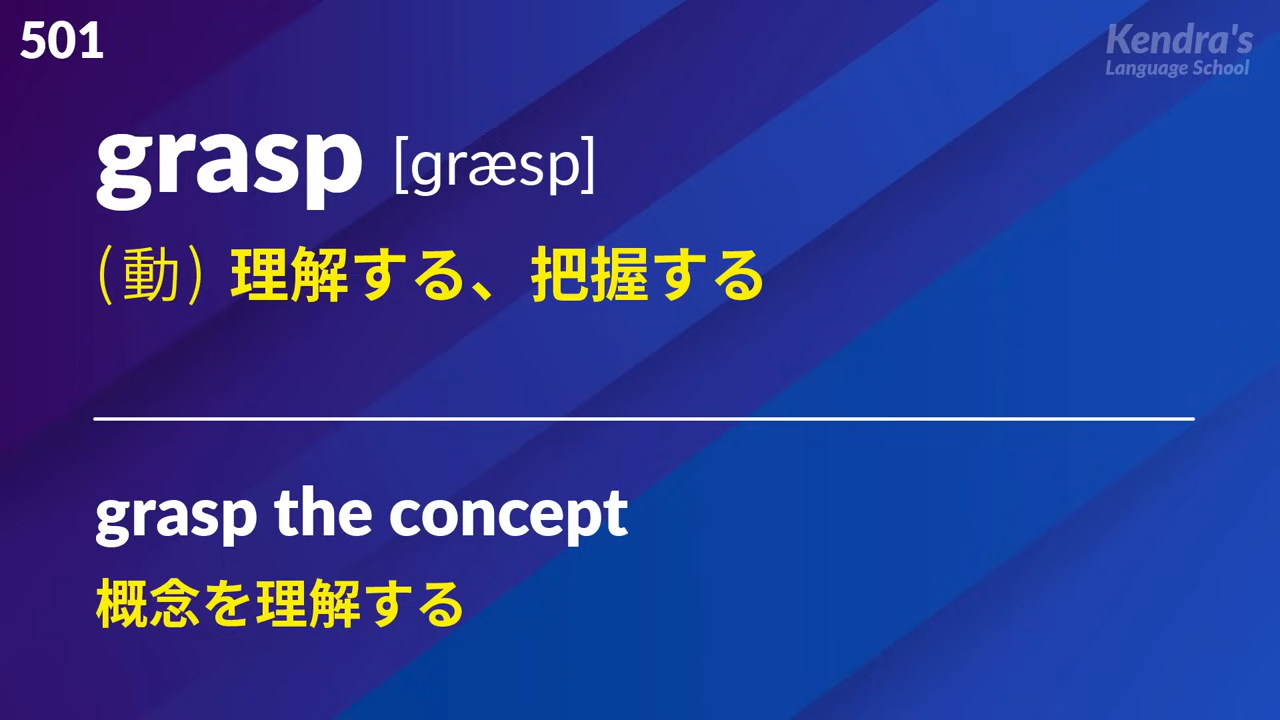 501
Kendra's
Language School
grasp [græsp]
(動) 理解する、把握する
grasp the concept
概念を理解する